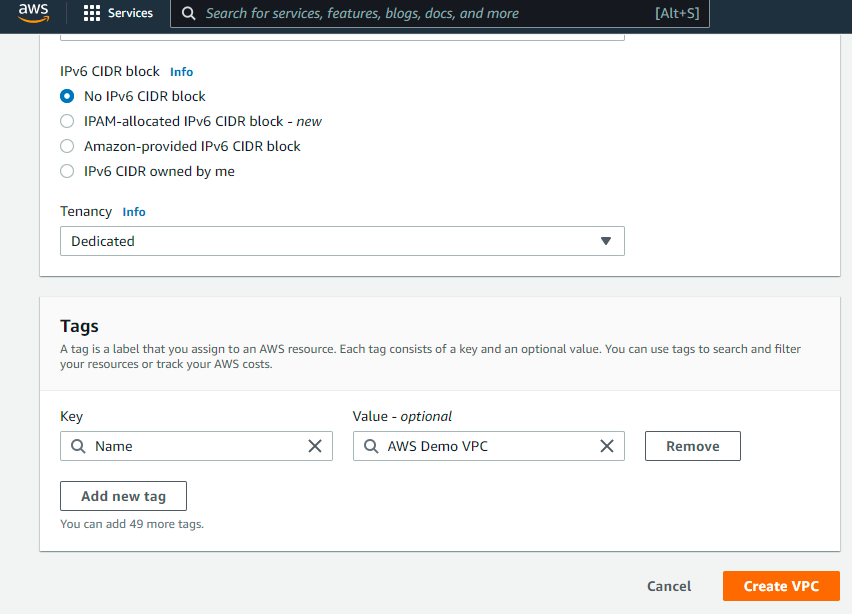 aws
Services
Search for services, features, blogs, docs, and more [Alt+S]
IPv6 CIDR block Info
No IPv6 CIDR block
IPAM-allocated IPv6 CIDR block - new
Amazon-provided IPv6 CIDR block
IPv6 CIDR owned by me
Tenancy Info
Dedicated
Tags
A tag is a label that you assign to an AWS resource. Each tag consists of a key and an optional value. You can use tags to search and filter
your resources or track your AWS costs.
Key Value - optional
Name AWS Demo VPC Remove
Add new tag
You can add 49 more tags.
Cancel Create VPC